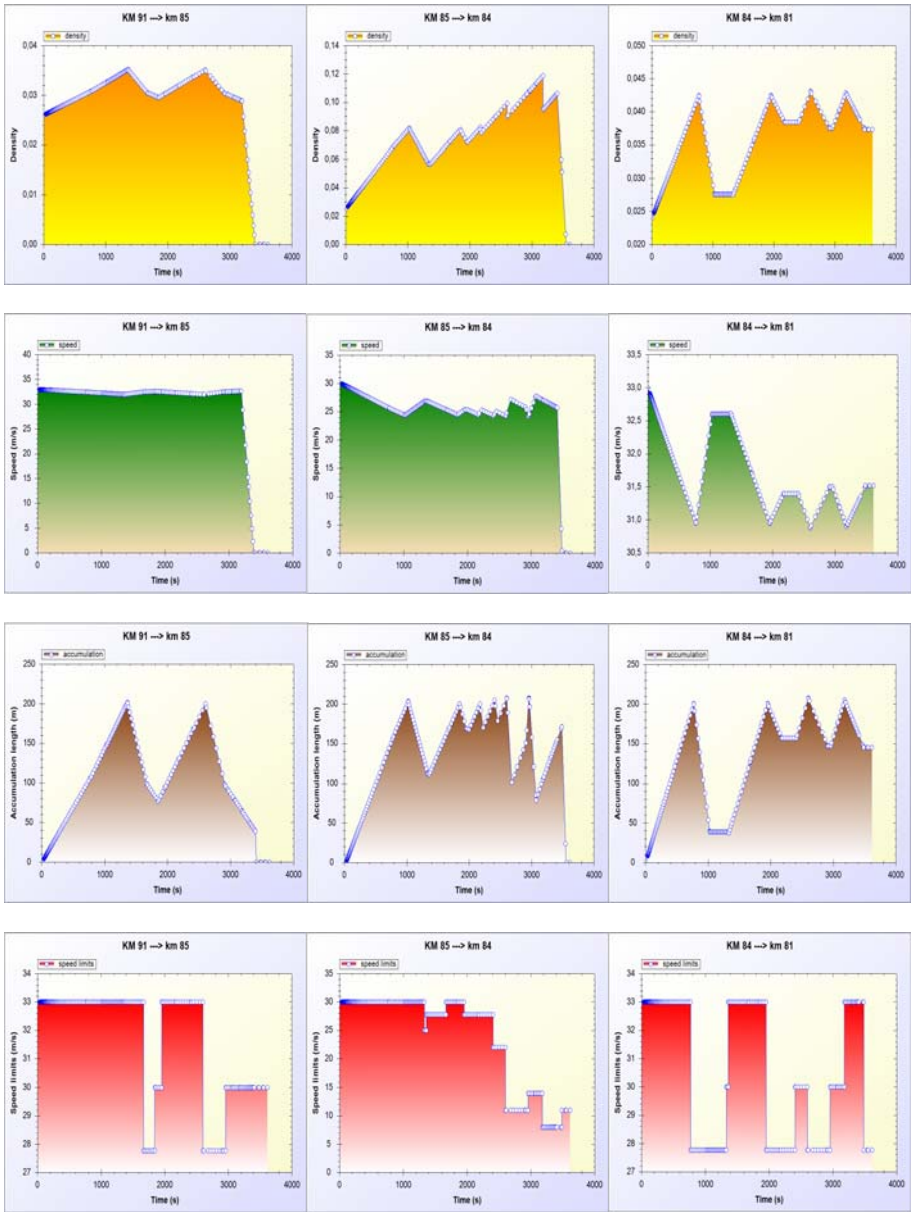 KM 91 ---> km 85
density
0,04
0,03
0,02
0,01
0,00
Density
0 1000 2000 3000 4000
Time (s)
KM 85 ---> km 84
density
0,14
0,12
0,10
0,08
0,06
0,04
0,02
0,00
Density
0 1000 2000 3000 4000
Time (s)
KM 84 ---> km 81
density
0,050
0,045
0,040
0,035
0,030
0,025
0,020
Density
0 1000 2000 3000 4000
Time (s)
KM 91 ---> km 85
speed
40
35
30
25
20
15
10
5
0
Speed (m/s)
0 1000 2000 3000 4000
Time (s)
KM 85 ---> km 84
speed
35
30
25
20
15
10
5
0
Speed (m/s)
0 1000 2000 3000 4000
Time (s)
KM 84 ---> km 81
speed
33,5
33,0
32,5
32,0
31,5
31,0
30,5
Speed (m/s)
0 1000 2000 3000 4000
Time (s)
KM 91 ---> km 85
accumulation
250
200
150
100
50
0
Accumulation length (m)
0 1000 2000 3000 4000
Time (s)
KM 85 ---> km 84
accumulation
250
200
150
100
50
0
Accumulation length (m)
0 1000 2000 3000 4000
Time (s)
KM 84 ---> km 81
accumulation
250
200
150
100
50
0
Accumulation length (m)
0 1000 2000 3000 4000
Time (s)
KM 91 ---> km 85
speed limits
34
33
32
31
30
29
28
27
Speed limits (m/s)
0 1000 2000 3000 4000
Time (s)
KM 85 ---> km 84
speed limits
35
30
25
20
15
10
5
0
Speed limits (m/s)
0 1000 2000 3000 4000
Time (s)
KM 84 ---> km 81
speed limits
34
33
32
31
30
29
28
27
Speed limits (m/s)
0 1000 2000 3000 4000
Time (s)